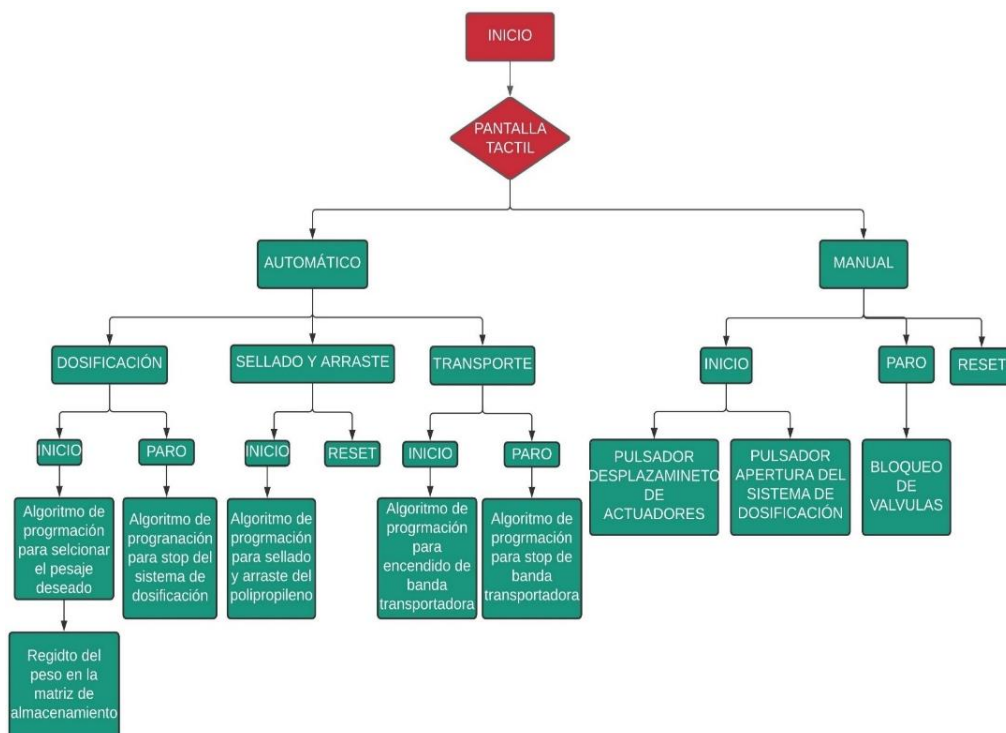 INICIO
PANTALLA
TACTIL
AUTOMÁTICO
MANUAL
DOSIFICACIÓN
SELLADO Y ARRASTE
TRANSPORTE
INICIO
PARO
RESET
INICIO
PARO
INICIO
RESET
INICIO
PARO
Algoritmo de
progrmación
para selcionar
el pesaje
deseado
Algoritmo de
progranación
para stop del
sistema de
dosificación
Algoritmo de
progrmación
para sellado
y arraste del
polipropileno
Algoritmo de
progrmación
para
encendido de
banda
transportadora
Algoritmo de
progrmación
para stop de
banda
transportadora
PULSADOR
DESPLAZAMINETO
DE
ACTUADORES
PULSADOR
APERTURA DEL
SISTEMA DE
DOSIFICACIÓN
BLOQUEO
DE
VALVULAS
Regidto del
peso en la
matriz de
almacenamiento